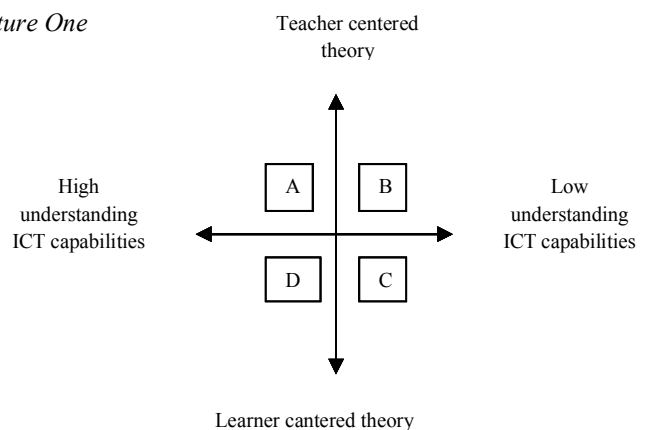 ture One
Teacher centered
theory
A
B
High
understanding
ICT capabilities
Low
understanding
ICT capabilities
D
C
Learner cantered theory